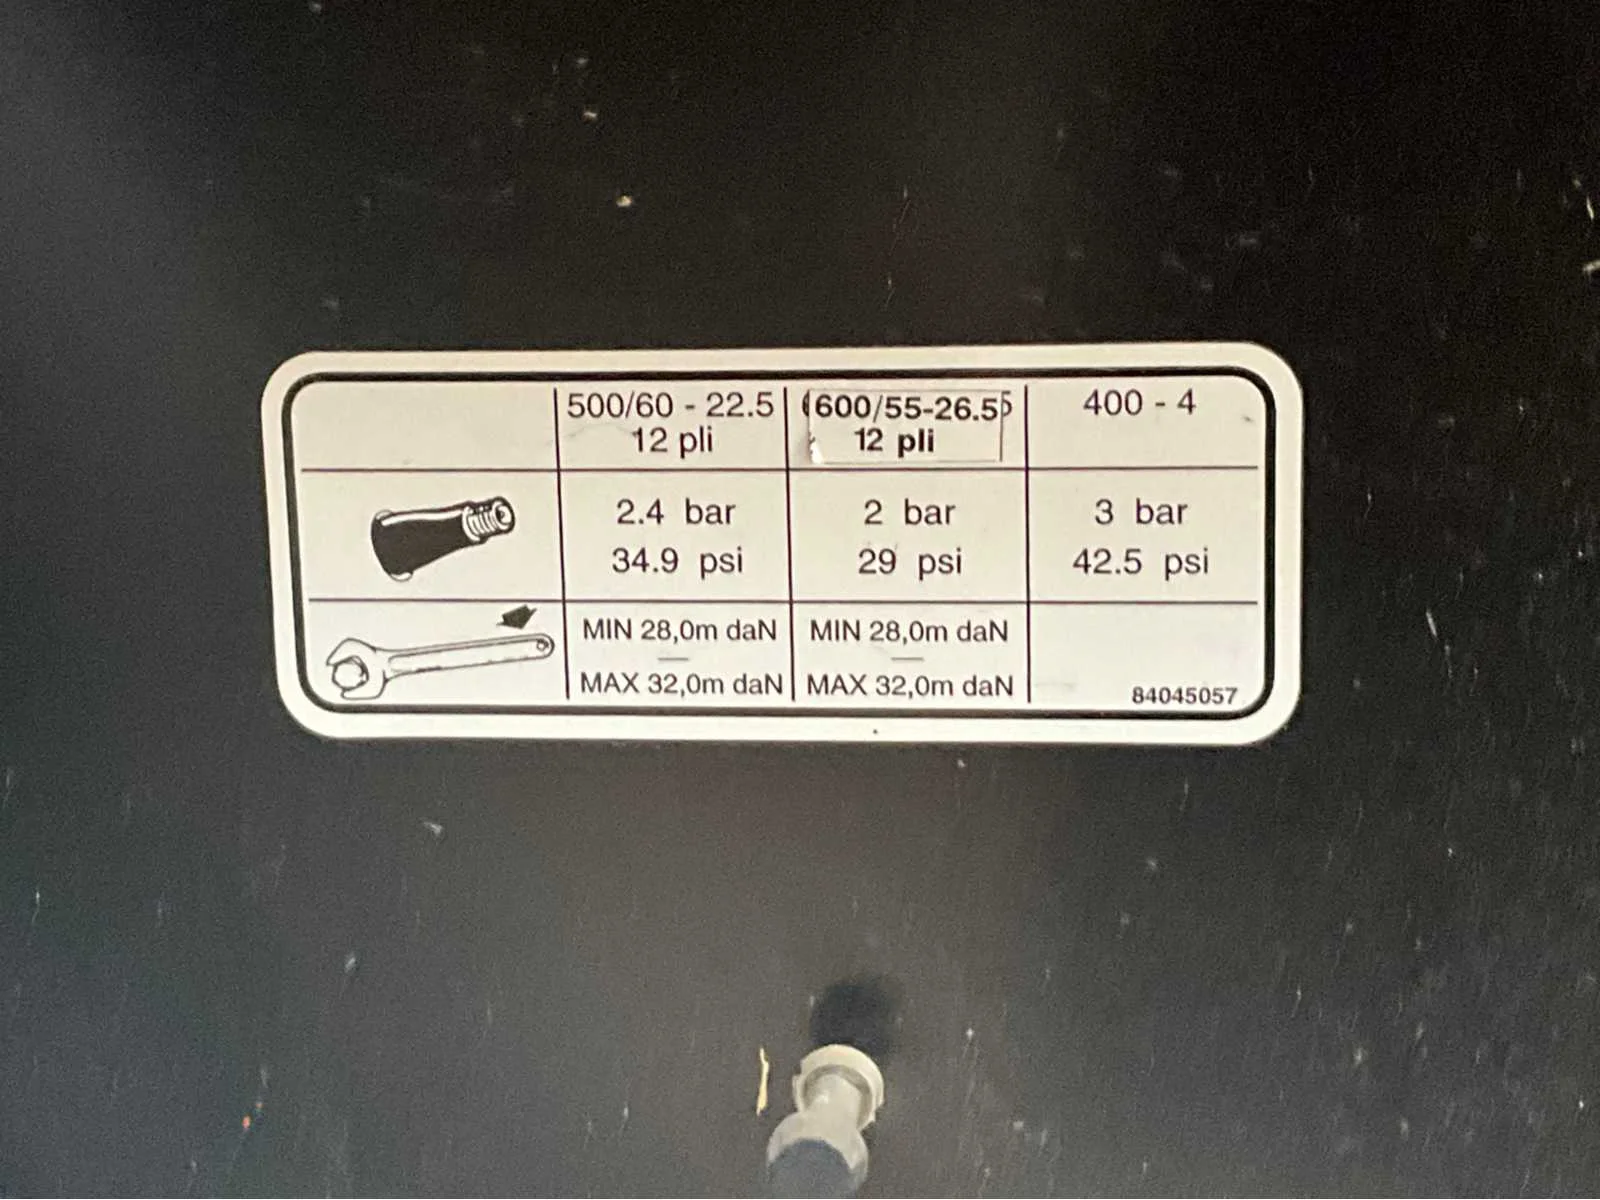 500/60 - 22.5 600/55-26.5 400 - 4
12 pli 12 pli
2.4 bar 2 bar 3 bar
34.9 psi 29 psi 42.5 psi
MIN 28,0m daN MIN 28,0m daN
MAX 32,0m daN MAX 32,0m daN
84045057